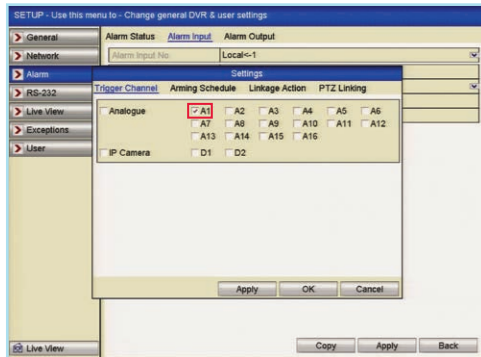 SETUP - Use this menu to - Change general DVR & user settings
General
Network
Alarm
RS-232
Live View
Exceptions
User
Live View
Alarm Status Alarm Input Alarm Output
Alarm Input No. Local<-1
Settings
Trigger Channel Arming Schedule Linkage Action PTZ Linking
Analogue A1 A2 A3 A4 A5 A6
A7 A8 A9 A10 A11 A12
A13 A14 A15 A16
IP Camera D1 D2
Apply OK Cancel
Copy Apply Back